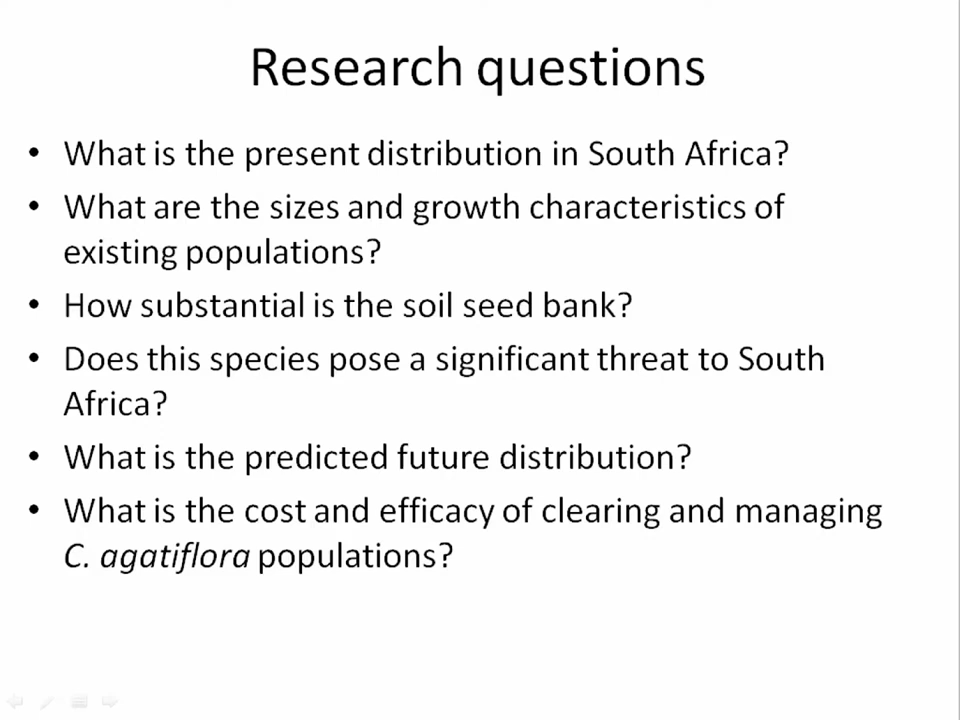 Research questions
• What is the present distribution in South Africa?
• What are the sizes and growth characteristics of
existing populations?
• How substantial is the soil seed bank?
• Does this species pose a significant threat to South
Africa?
• What is the predicted future distribution?
• What is the cost and efficacy of clearing and managing
C. agatiflora populations?